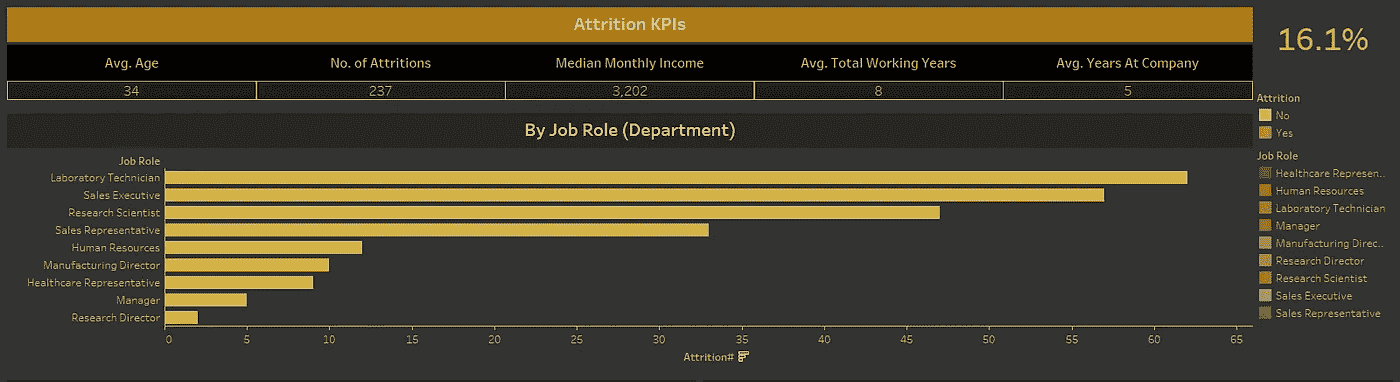 Attrition KPIs
16.1%
Avg. Age No. of Attritions Median Monthly Income Avg. Total Working Years Avg. Years At Company
34 237 3,202 8 5
By Job Role (Department)
Job Role
Laboratory Technician
Sales Executive
Research Scientist
Sales Representative
Human Resources
Manufacturing Director
Healthcare Representative
Manager
Research Director
0 5 10 15 20 25 30 35 40 45 50 55 60 65
Attrition#
Attrition
No
Yes
Job Role
Healthcare Represen..
Human Resources
Laboratory Technician
Manager
Manufacturing Direc..
Research Director
Research Scientist
Sales Executive
Sales Representative